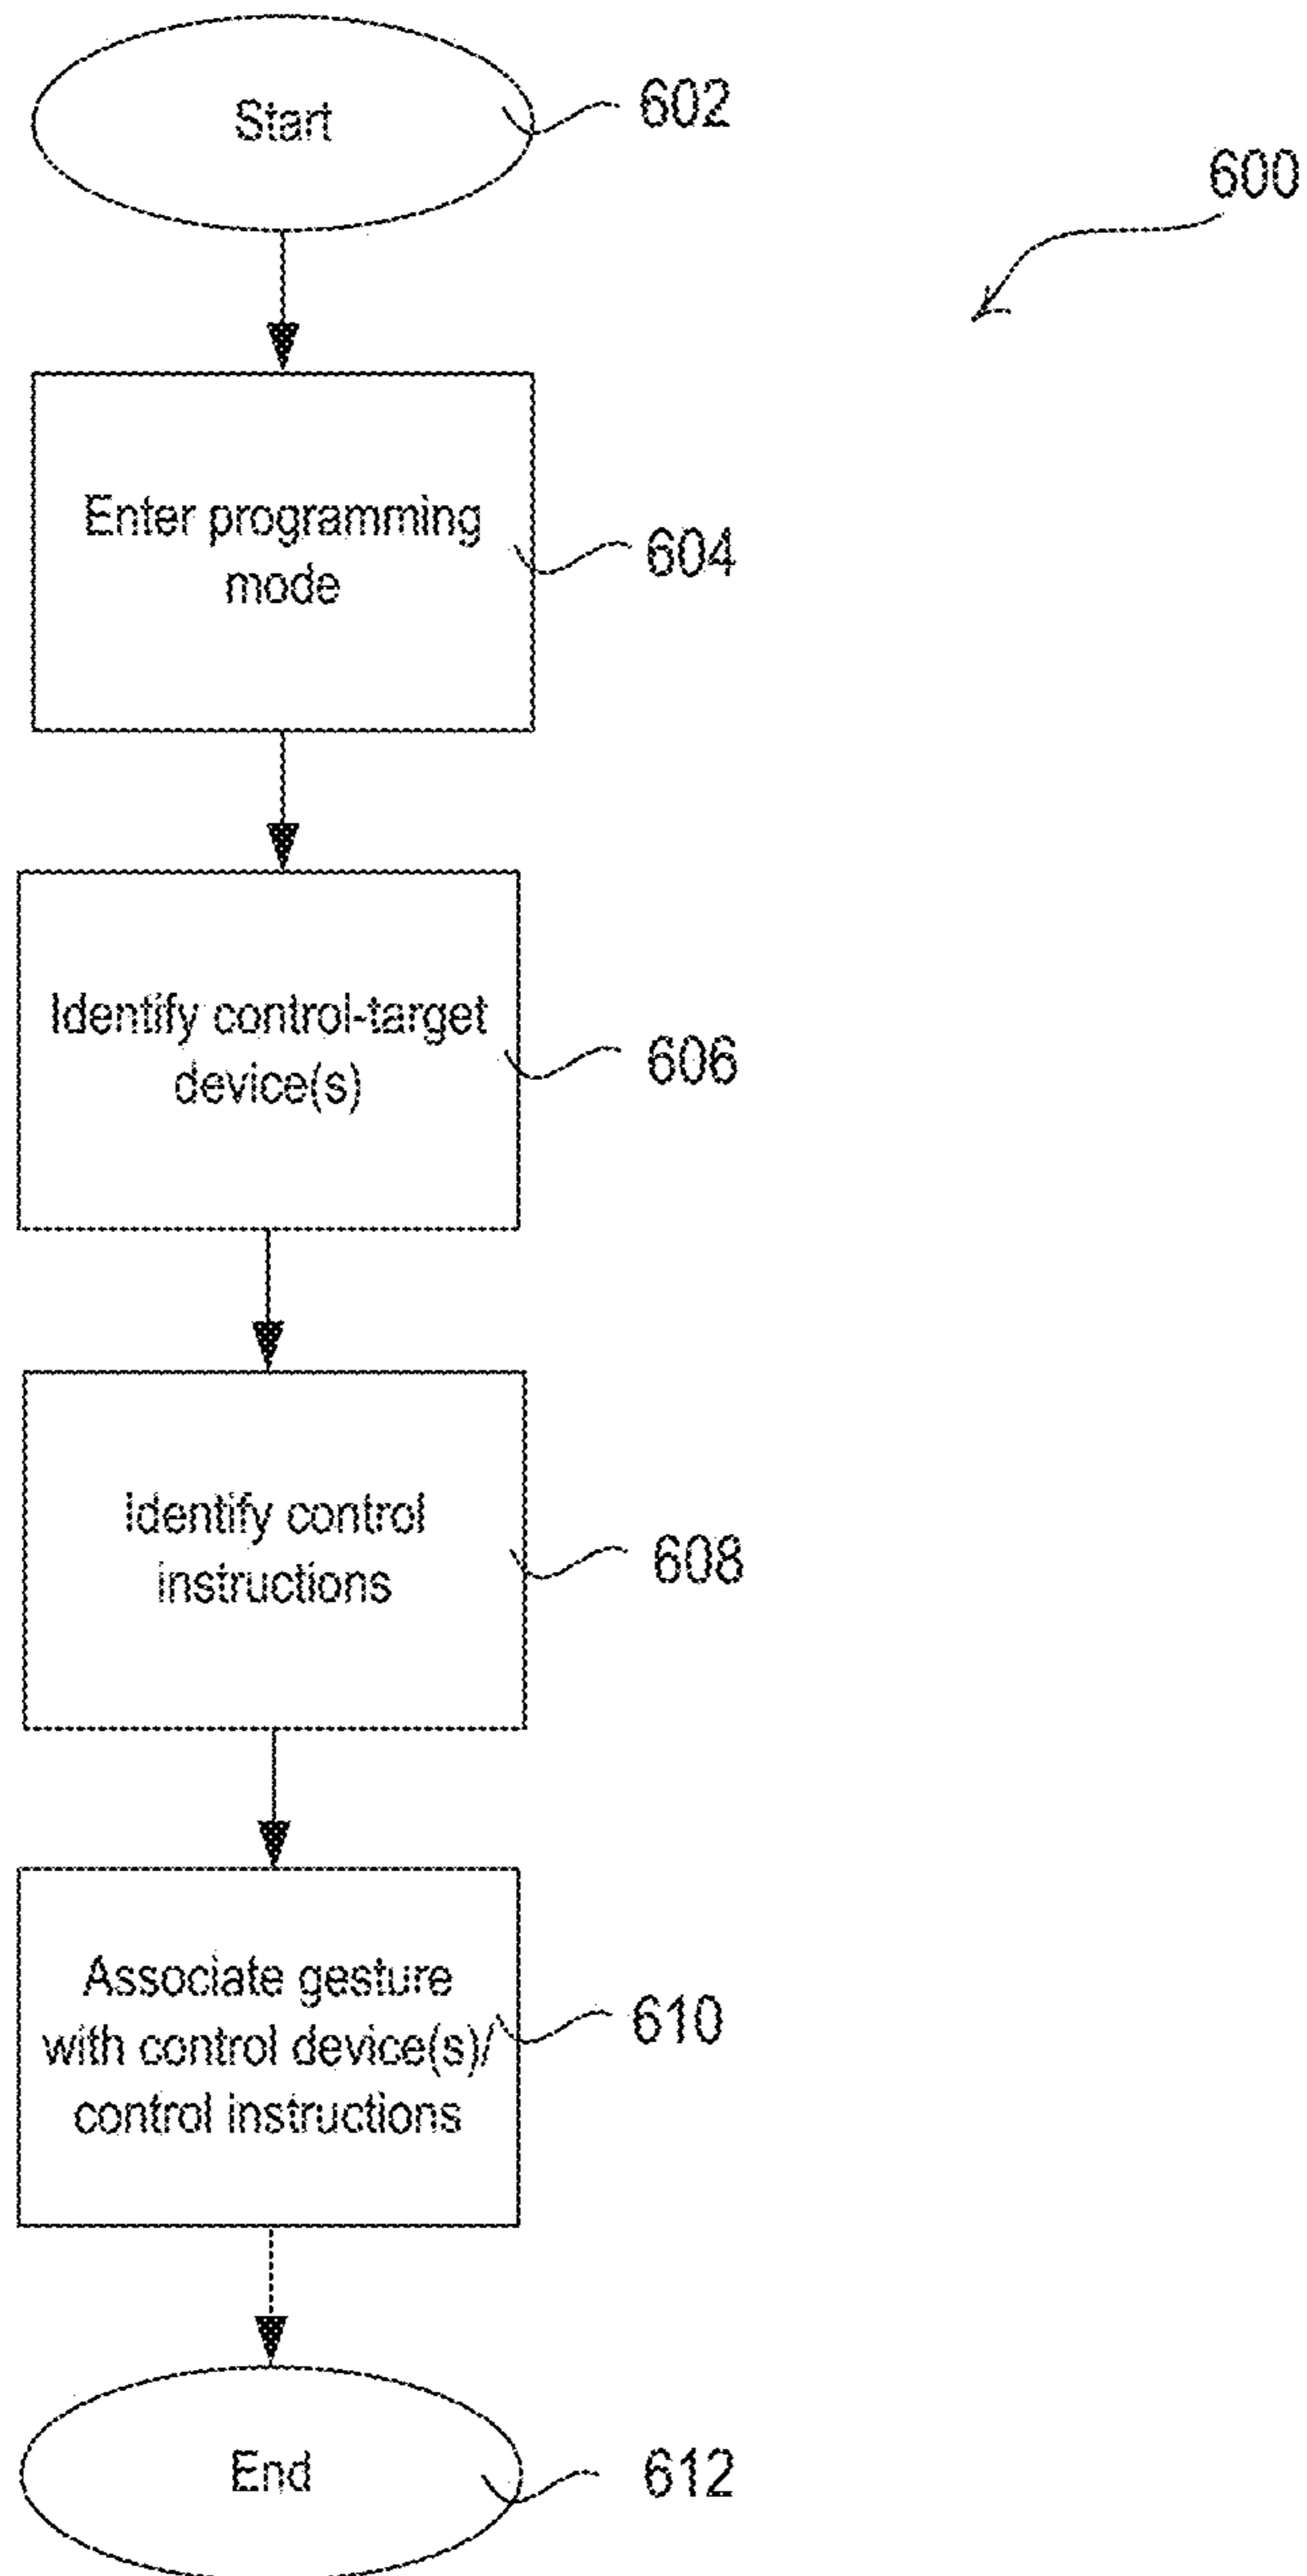 Start
602
600
Enter programming
mode
604
Identify control-target
device(s)
606
Identify control
instructions
608
Associate gesture
with control device(s)/
control instructions
610
End
612